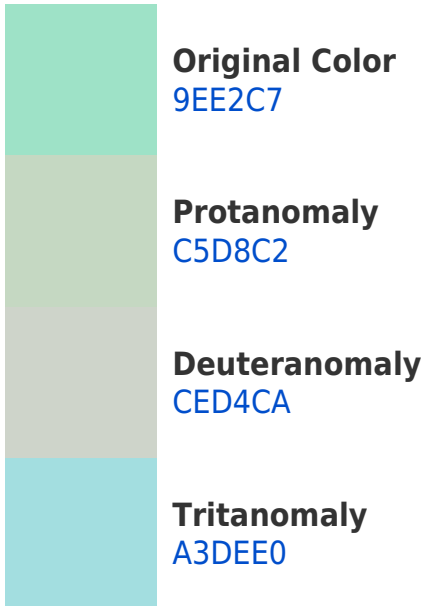 Original Color
9EE2C7
Protanomaly
C5D8C2
Deuteranomaly
CED4CA
Tritanomaly
A3DEE0